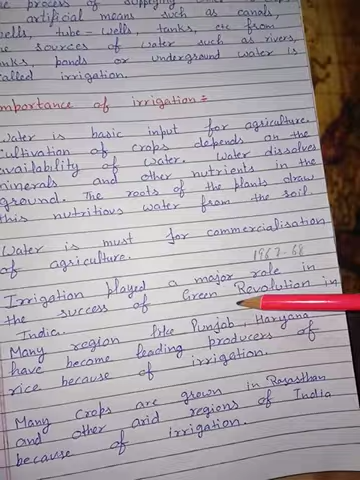 process of supplying
artificial means such as canals,
wells, tube-wells, tanks, etc from
sources of water such as rivers,
tanks, ponds or underground water is
called irrigation.
Importance of irrigation :-
Water is basic input for agriculture.
Cultivation of crops depends on the
availability of water. Water dissolves
minerals and other nutrients in the
ground. The roots of the plants draw
this nutritious water from the soil.
Water is must for commercialisation
of agriculture.
1967-68
Irrigation played a major role in
the success of Green Revolution in
India.
Many region like Punjab, Haryana
have become leading producers of
rice because of irrigation.
Many Crops are grown in Rajasthan
and other arid regions of India
because of irrigation.